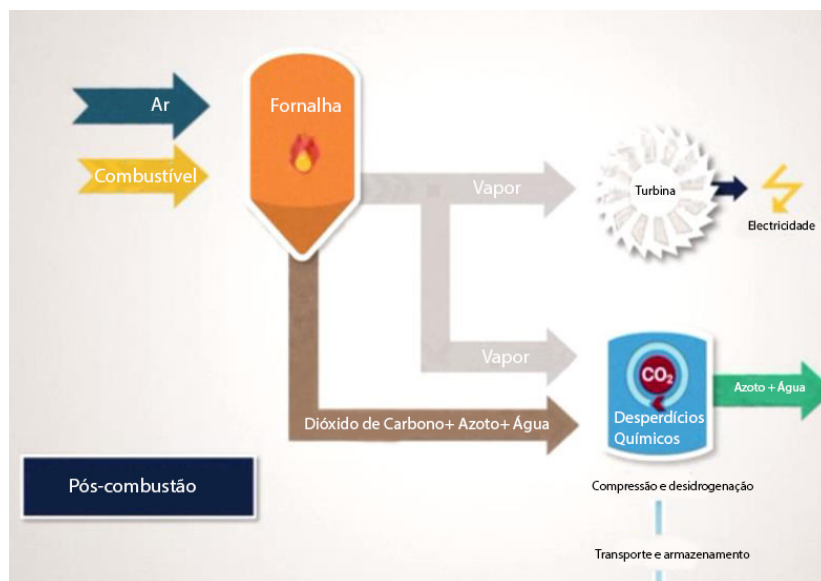 Ar
Fornalha
Combustível
Vapor
Turbina
Electricidade
Vapor
CO₂
Azoto + Água
Desperdícios
Químicos
Dióxido de Carbono+ Azoto+ Água
Pós-combustão
Compressão e desidrogenação
Transporte e armazenamento